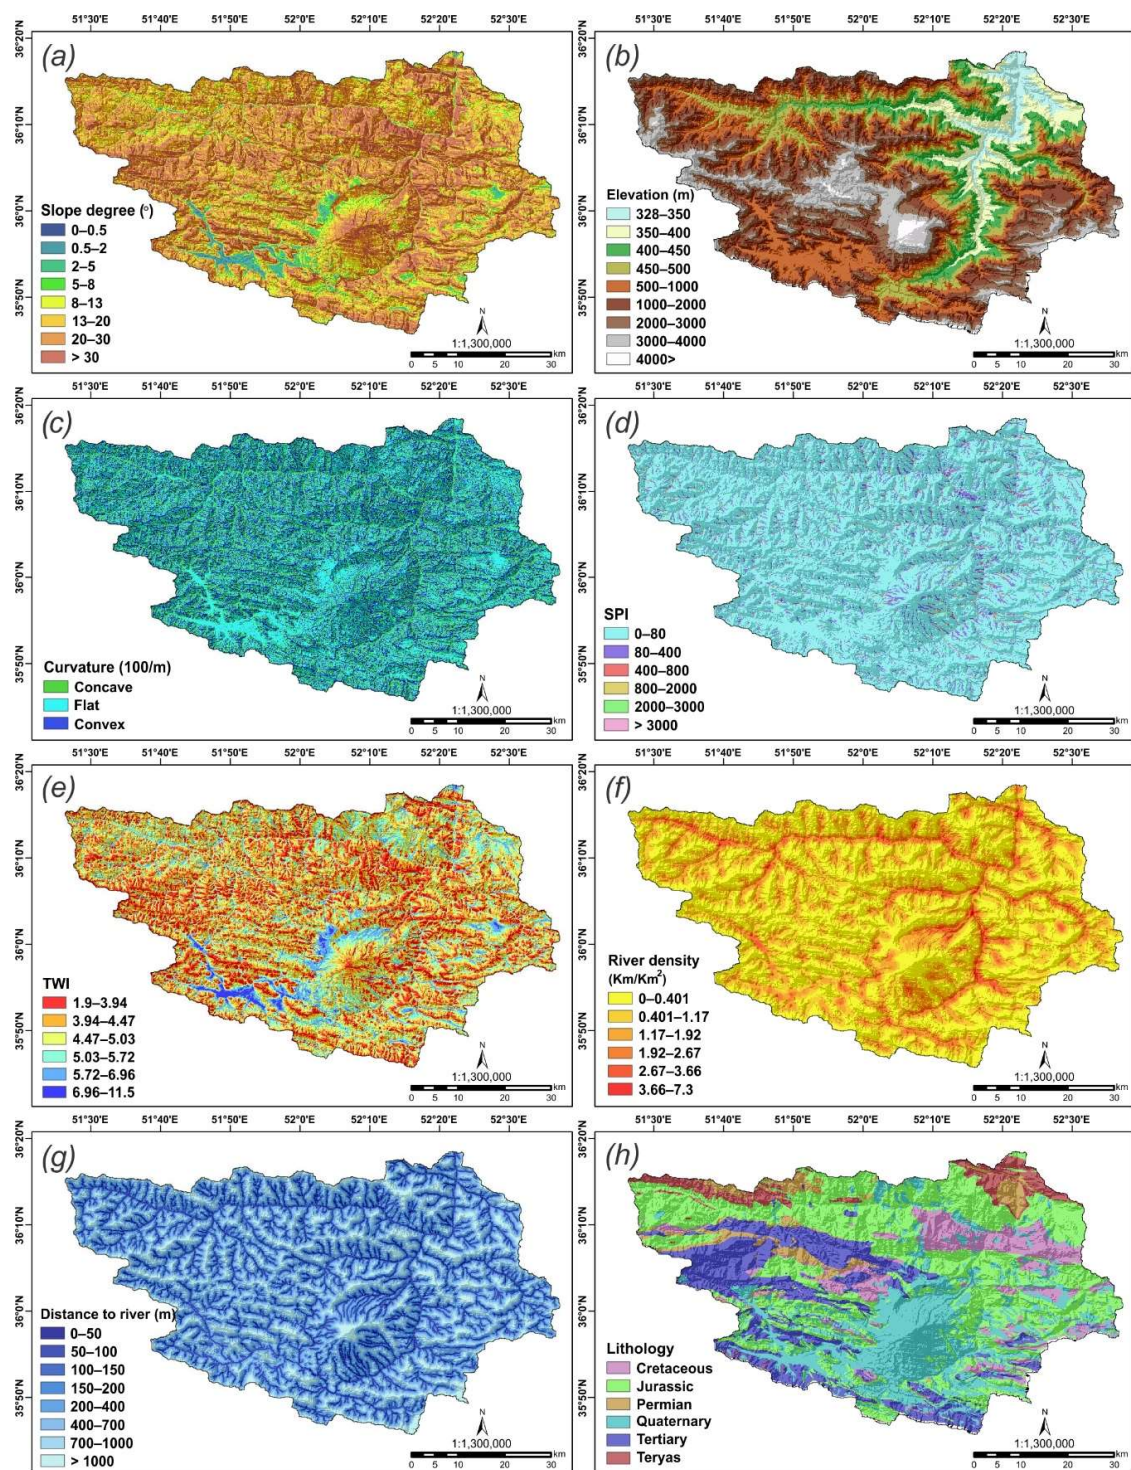 51°30'E 51°40'E 51°50'E 52°0'E 52°10'E 52°20'E 52°30'E
51°30'E 51°40'E 51°50'E 52°0'E 52°10'E 52°20'E 52°30'E
36°20'N
36°10'N
36°0'N
35°50'N
(a)
Slope degree (°)
0–0.5
0.5–2
2–5
5–8
8–13
13–20
20–30
> 30
N
1:1,300,000
km
0 5 10 20 30
(b)
Elevation (m)
328–350
350–400
400–450
450–500
500–1000
1000–2000
2000–3000
3000–4000
4000>
N
1:1,300,000
km
0 5 10 20 30
51°30'E 51°40'E 51°50'E 52°0'E 52°10'E 52°20'E 52°30'E
51°30'E 51°40'E 51°50'E 52°0'E 52°10'E 52°20'E 52°30'E
36°20'N
36°10'N
36°0'N
35°50'N
(c)
Curvature (100/m)
Concave
Flat
Convex
N
1:1,300,000
km
0 5 10 20 30
(d)
SPI
0–80
80–400
400–800
800–2000
2000–3000
> 3000
N
1:1,300,000
km
0 5 10 20 30
51°30'E 51°40'E 51°50'E 52°0'E 52°10'E 52°20'E 52°30'E
51°30'E 51°40'E 51°50'E 52°0'E 52°10'E 52°20'E 52°30'E
36°20'N
36°10'N
36°0'N
35°50'N
(e)
TWI
1.9–3.94
3.94–4.47
4.47–5.03
5.03–5.72
5.72–6.96
6.96–11.5
N
1:1,300,000
km
0 5 10 20 30
(f)
River density
(Km/Km²)
0–0.401
0.401–1.17
1.17–1.92
1.92–2.67
2.67–3.66
3.66–7.3
N
1:1,300,000
km
0 5 10 20 30
51°30'E 51°40'E 51°50'E 52°0'E 52°10'E 52°20'E 52°30'E
51°30'E 51°40'E 51°50'E 52°0'E 52°10'E 52°20'E 52°30'E
36°20'N
36°10'N
36°0'N
35°50'N
(g)
Distance to river (m)
0–50
50–100
100–150
150–200
200–400
400–700
700–1000
> 1000
N
1:1,300,000
km
0 5 10 20 30
(h)
Lithology
Cretaceous
Jurassic
Permian
Quaternary
Tertiary
Teryas
N
1:1,300,000
km
0 5 10 20 30
36°20'N
36°10'N
36°0'N
35°50'N
36°20'N
36°10'N
36°0'N
35°50'N
36°20'N
36°10'N
36°0'N
35°50'N
36°20'N
36°10'N
36°0'N
35°50'N